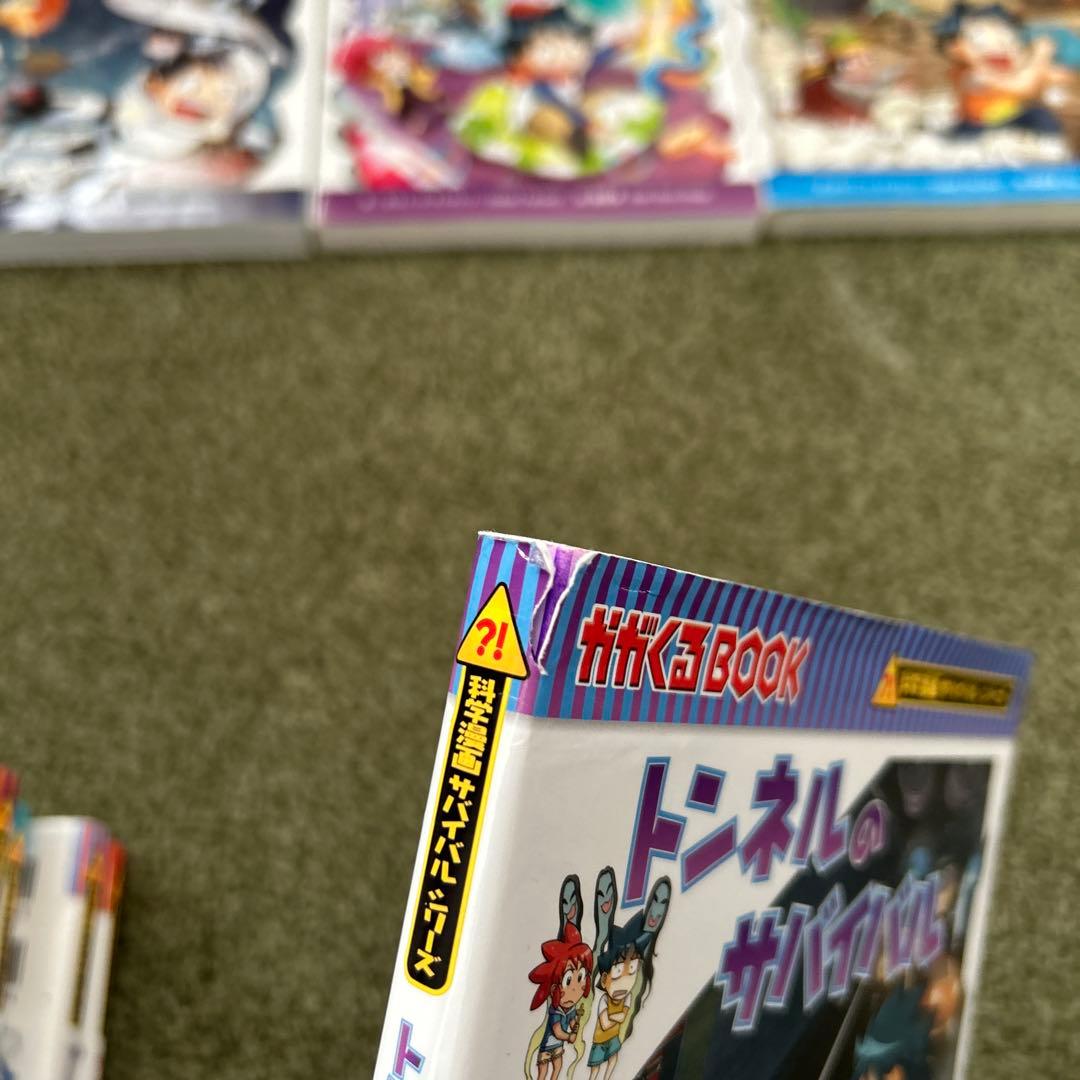 ?!
科学漫画 サバイバル シリーズ
ト
かがくるBOOK
トンネルの
サバイバル